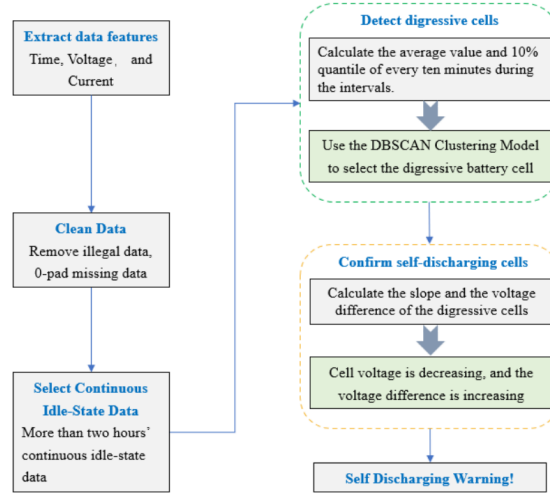 Extract data features
Time, Voltage, and
Current
Clean Data
Remove illegal data,
0-pad missing data
Select Continuous
Idle-State Data
More than two hours’
continuous idle-state
data
Detect digressive cells
Calculate the average value and 10%
quantile of every ten minutes during
the intervals.
Use the DBSCAN Clustering Model
to select the digressive battery cell
Confirm self-discharging cells
Calculate the slope and the voltage
difference of the digressive cells
Cell voltage is decreasing, and the
voltage difference is increasing
Self Discharging Warning!